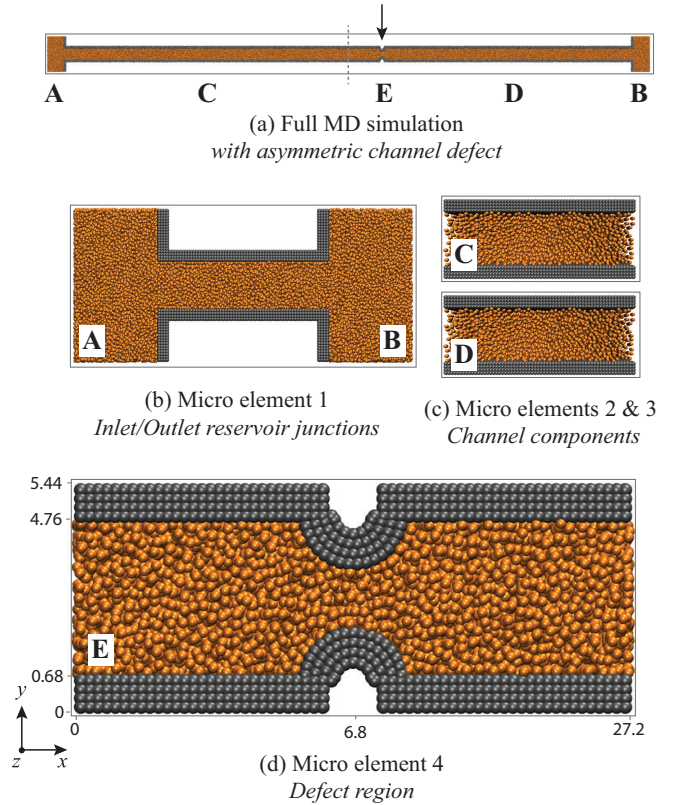 A C E D B
(a) Full MD simulation
with asymmetric channel defect
A B
C
D
(b) Micro element 1
Inlet/Outlet reservoir junctions
(c) Micro elements 2 & 3
Channel components
5.44
4.76
E
0.68
0
y
z x
0 6.8 27.2
(d) Micro element 4
Defect region